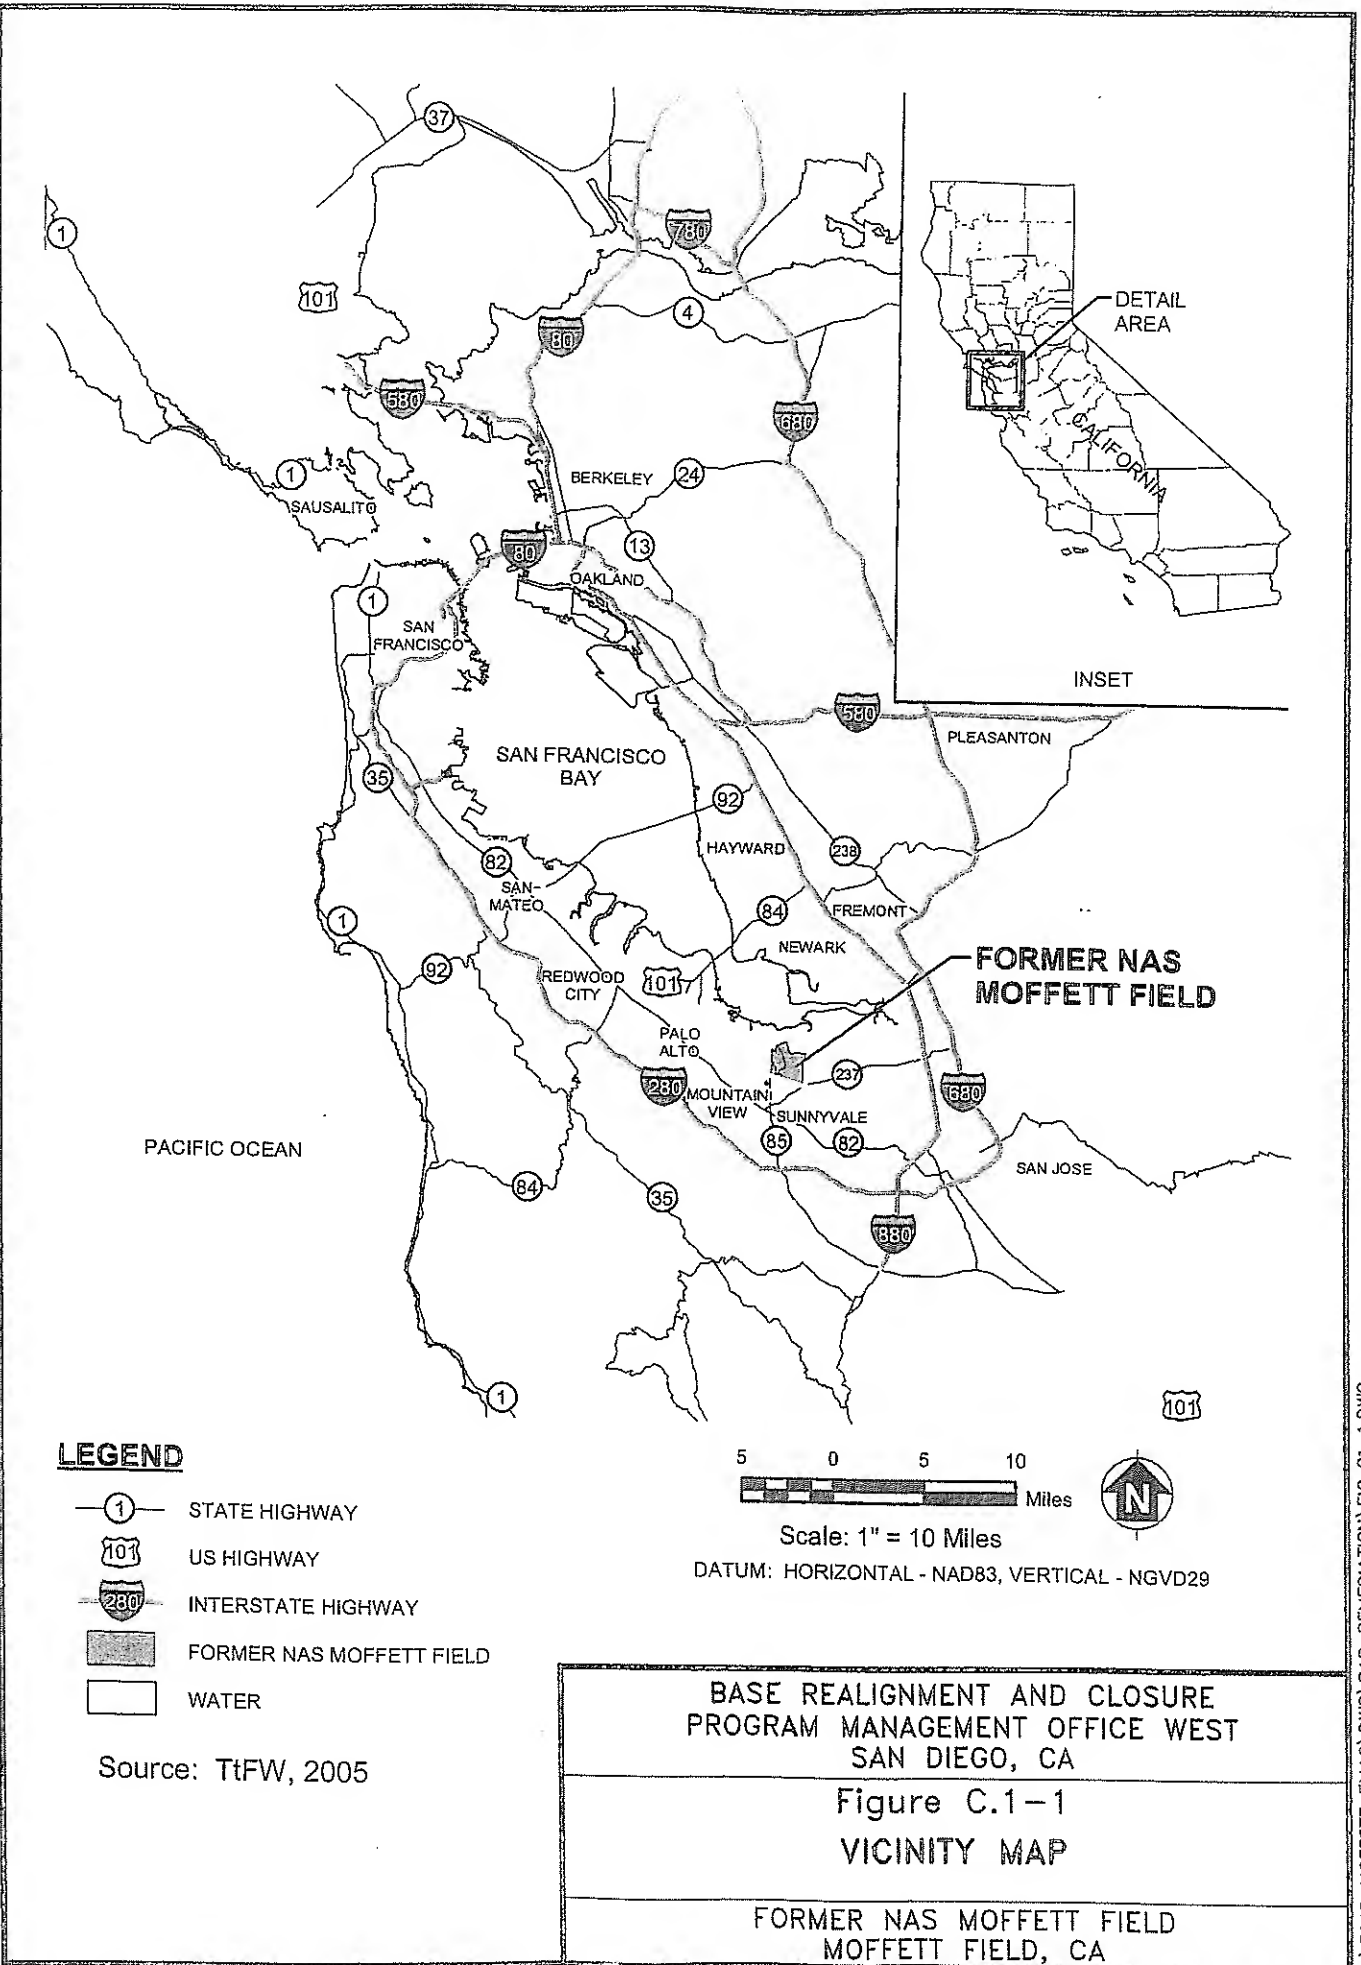 37
1
780
101
DETAIL
AREA
4
80
580
680
CALIFORNIA
BERKELEY
24
1
SAUSALITO
80
13
OAKLAND
1
SAN
FRANCISCO
INSET
580
PLEASANTON
SAN FRANCISCO
BAY
35
92
HAYWARD
238
82
SAN
MATEO
84
FREMONT
1
NEWARK
92
FORMER NAS
MOFFETT FIELD
REDWOOD
CITY
101
PALO
ALTO
237
280
680
MOUNTAIN
VIEW
SUNNYVALE
85
82
PACIFIC OCEAN
SAN JOSE
84
35
880
1
101
LEGEND
1 STATE HIGHWAY
101 US HIGHWAY
280 INTERSTATE HIGHWAY
FORMER NAS MOFFETT FIELD
WATER
Source: TtFW, 2005
5 0 5 10
Miles
N
Scale: 1" = 10 Miles
DATUM: HORIZONTAL - NAD83, VERTICAL - NGVD29
BASE REALIGNMENT AND CLOSURE
PROGRAM MANAGEMENT OFFICE WEST
SAN DIEGO, CA
Figure C.1-1
VICINITY MAP
FORMER NAS MOFFETT FIELD
MOFFETT FIELD, CA